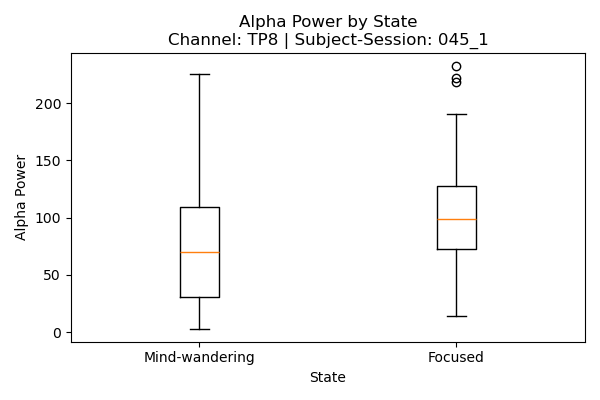 Alpha Power by State
Channel: TP8 | Subject-Session: 045_1
Alpha Power
200
150
100
50
0
Mind-wandering
Focused
State